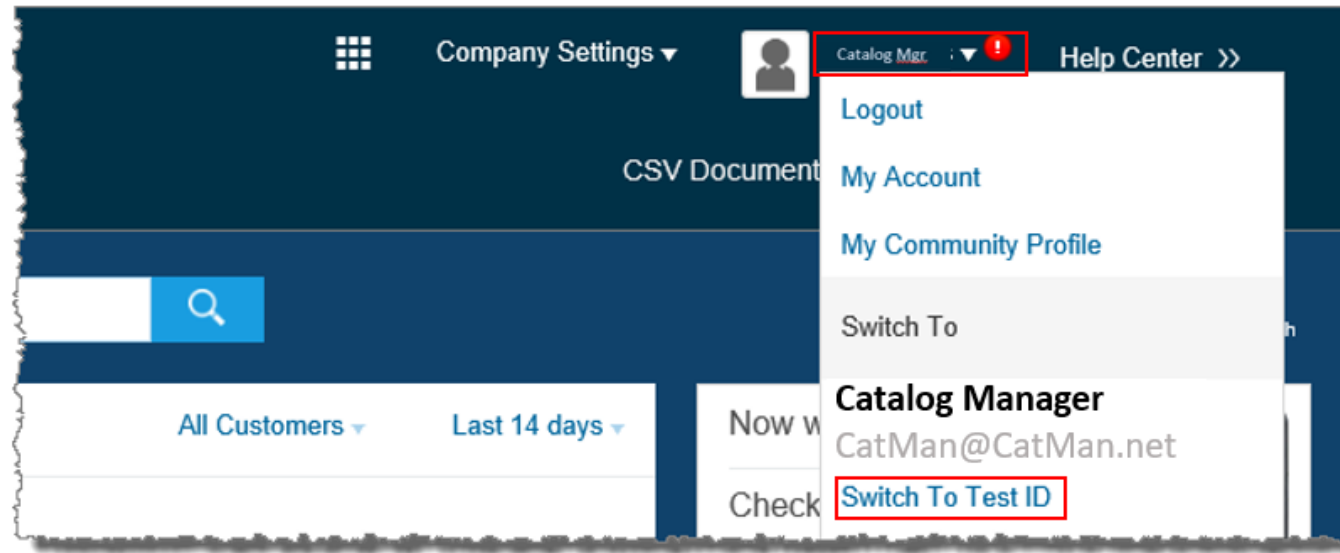 Company Settings
Catalog Mgr
Help Center >>
Logout
CSV Document
My Account
My Community Profile
Switch To
All Customers
Last 14 days
Now w
Catalog Manager
CatMan@CatMan.net
Check
Switch To Test ID